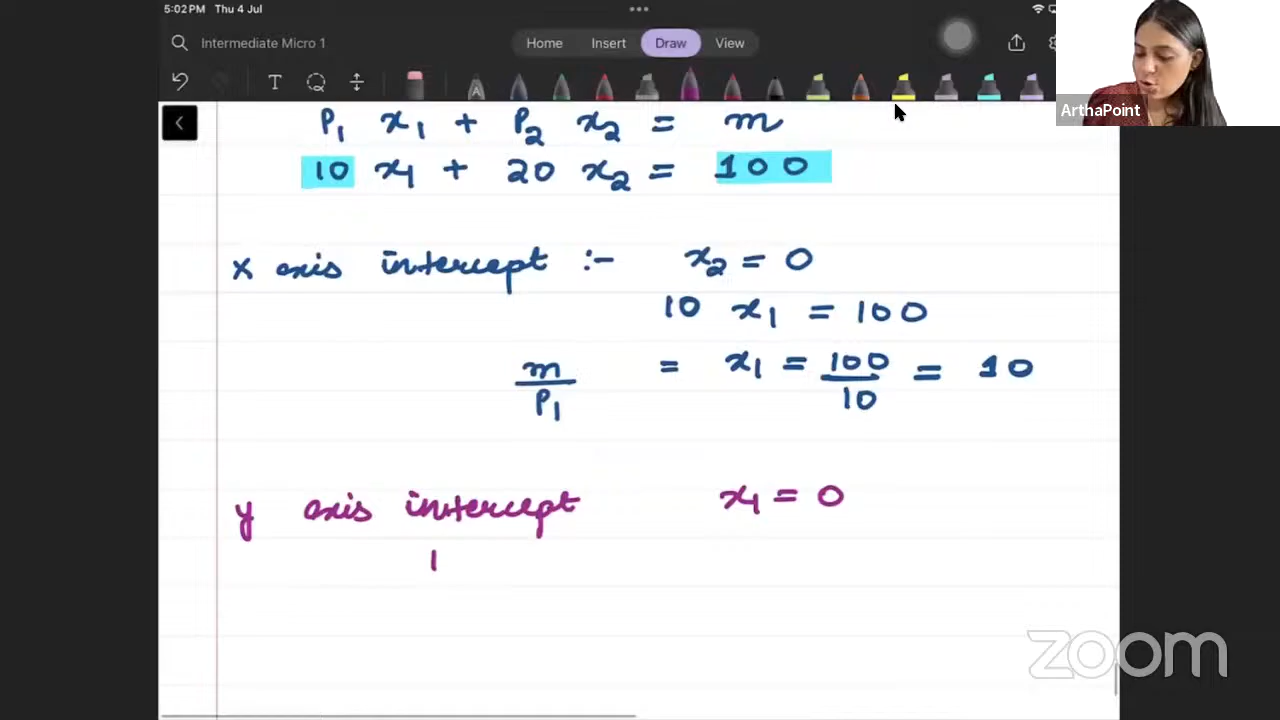 5:02 PM Thu 4 Jul
Intermediate Micro 1
Home Insert Draw View
T
A
ArthaPoint
P₁ x₁ + P₂ x₂ = m
10 x₁ + 20 x₂ = 100
x axis intercept :- x₂ = 0
10 x₁ = 100
m/P₁ = x₁ = 100/10 = 10
y axis intercept x₁ = 0
zoom